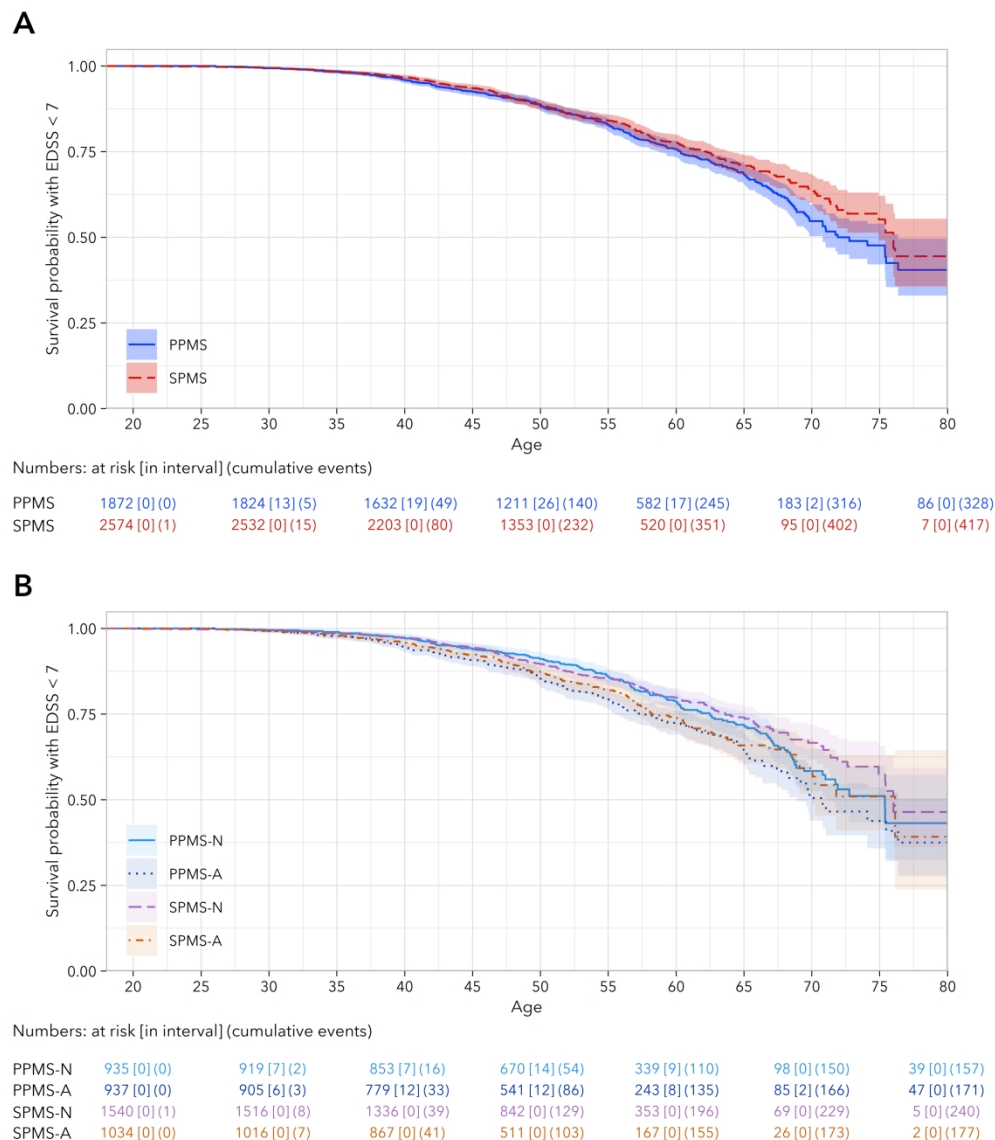 A
Survival probability with EDSS < 7
1.00
0.75
0.50
0.25
0.00
PPMS
SPMS
20 25 30 35 40 45 50 55 60 65 70 75 80
Age
Numbers: at risk [in interval] (cumulative events)
PPMS 1872 [0] (0) 1824 [13] (5) 1632 [19] (49) 1211 [26] (140) 582 [17] (245) 183 [2] (316) 86 [0] (328)
SPMS 2574 [0] (1) 2532 [0] (15) 2203 [0] (80) 1353 [0] (232) 520 [0] (351) 95 [0] (402) 7 [0] (417)
B
Survival probability with EDSS < 7
1.00
0.75
0.50
0.25
0.00
PPMS-N
PPMS-A
SPMS-N
SPMS-A
20 25 30 35 40 45 50 55 60 65 70 75 80
Age
Numbers: at risk [in interval] (cumulative events)
PPMS-N 935 [0] (0) 919 [7] (2) 853 [7] (16) 670 [14] (54) 339 [9] (110) 98 [0] (150) 39 [0] (157)
PPMS-A 937 [0] (0) 905 [6] (3) 779 [12] (33) 541 [12] (86) 243 [8] (135) 85 [2] (166) 47 [0] (171)
SPMS-N 1540 [0] (1) 1516 [0] (8) 1336 [0] (39) 842 [0] (129) 353 [0] (196) 69 [0] (229) 5 [0] (240)
SPMS-A 1034 [0] (0) 1016 [0] (7) 867 [0] (41) 511 [0] (103) 167 [0] (155) 26 [0] (173) 2 [0] (177)